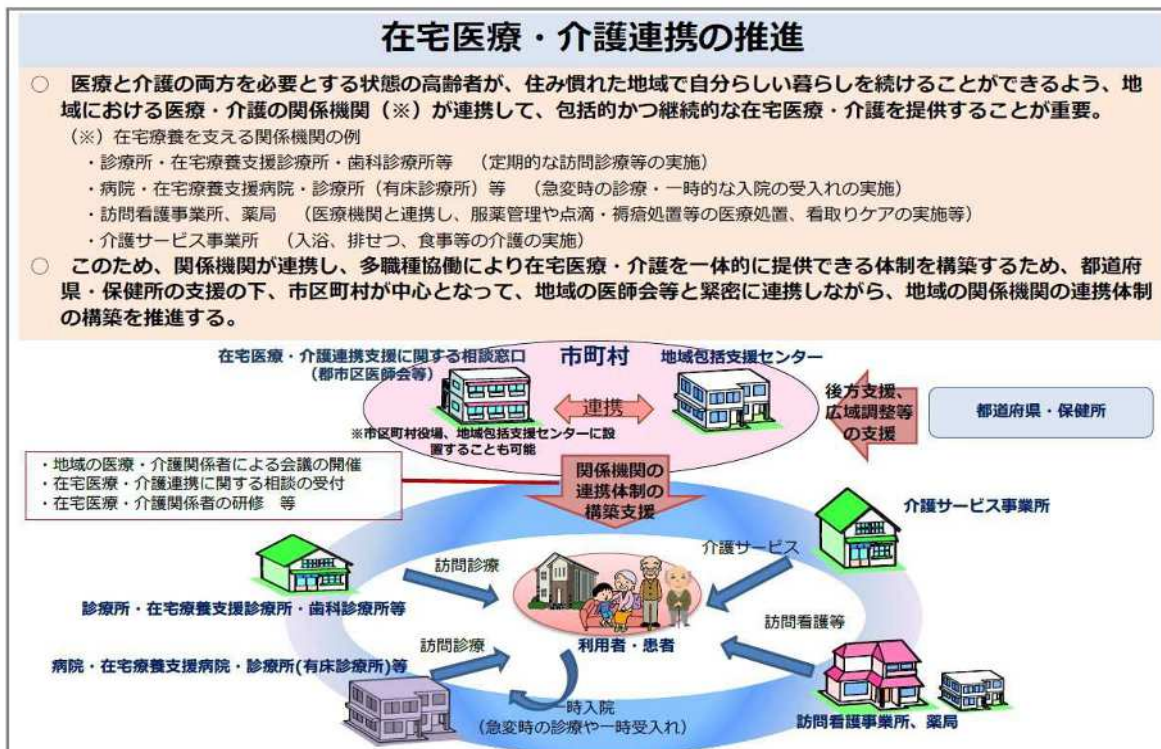 在宅医療・介護連携の推進
○　医療と介護の両方を必要とする状態の高齢者が、住み慣れた地域で自分らしい暮らしを続けることができるよう、地
域における医療・介護の関係機関（※）が連携して、包括的かつ継続的な在宅医療・介護を提供することが重要。
（※）在宅療養を支える関係機関の例
・診療所・在宅療養支援診療所・歯科診療所等　（定期的な訪問診療等の実施）
・病院・在宅療養支援病院・診療所（有床診療所）等　（急変時の診療・一時的な入院の受入れの実施）
・訪問看護事業所、薬局　（医療機関と連携し、服薬管理や点滴・褥瘡処置等の医療処置、看取りケアの実施等）
・介護サービス事業所　（入浴、排せつ、食事等の介護の実施）
○　このため、関係機関が連携し、多職種協働により在宅医療・介護を一体的に提供できる体制を構築するため、都道府
県・保健所の支援の下、市区町村が中心となって、地域の医師会等と緊密に連携しながら、地域の関係機関の連携体制
の構築を推進する。
在宅医療・介護連携支援に関する相談窓口
（郡市区医師会等）
市町村
地域包括支援センター
連携
※市区町村役場、地域包括支援センターに設
置することも可能
後方支援、
広域調整等
の支援
都道府県・保健所
・地域の医療・介護関係者による会議の開催
・在宅医療・介護連携に関する相談の受付
・在宅医療・介護関係者の研修　等
関係機関の
連携体制の
構築支援
介護サービス事業所
訪問診療
介護サービス
診療所・在宅療養支援診療所・歯科診療所等
利用者・患者
訪問看護等
病院・在宅療養支援病院・診療所(有床診療所)等
訪問診療
一時入院
（急変時の診療や一時受入れ）
訪問看護事業所、薬局